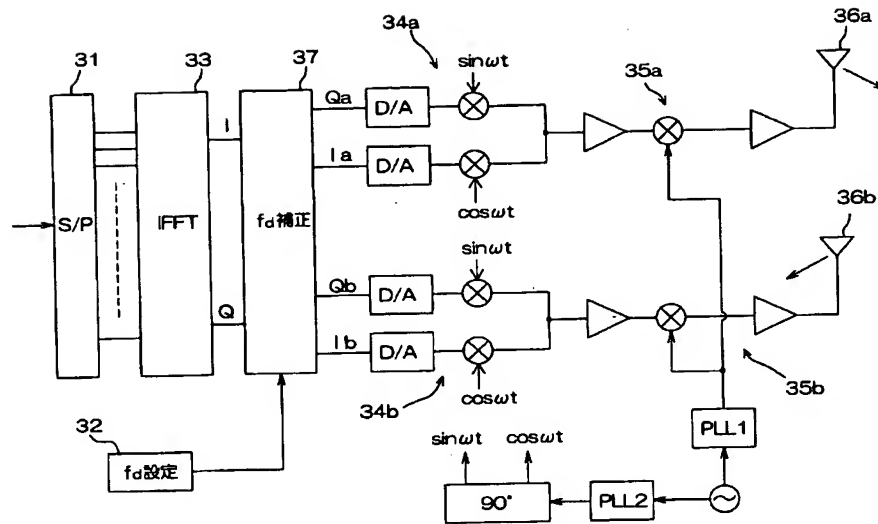 36a
34a
31
33
37
sinωt
35a
Qa
D/A
I
Ia
D/A
S/P
IFFT
fd補正
cosωt
36b
sinωt
Qb
D/A
Q
Ib
D/A
35b
34b
cosωt
32
sinωt
cosωt
PLL1
fd設定
90°
PLL2